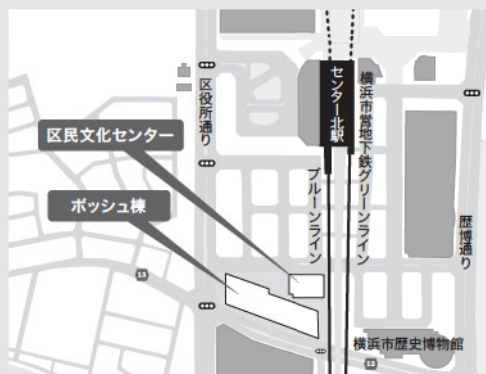 センター北駅
横浜市営地下鉄グリーンライン
ブルーンライン
区役所通り
区民文化センター
ボッシュ棟
歴博通り
13
横浜市歴史博物館
13